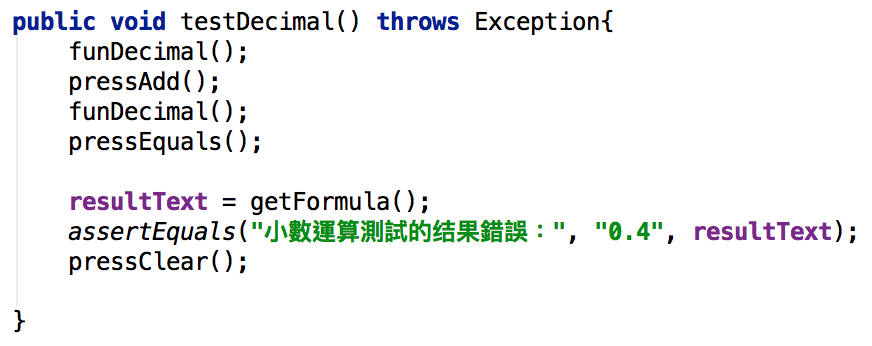 public void testDecimal() throws Exception{
funDecimal();
pressAdd();
funDecimal();
pressEquals();
resultText = getFormula();
assertEquals("小數運算測試的结果錯誤：", "0.4", resultText);
pressClear();
}